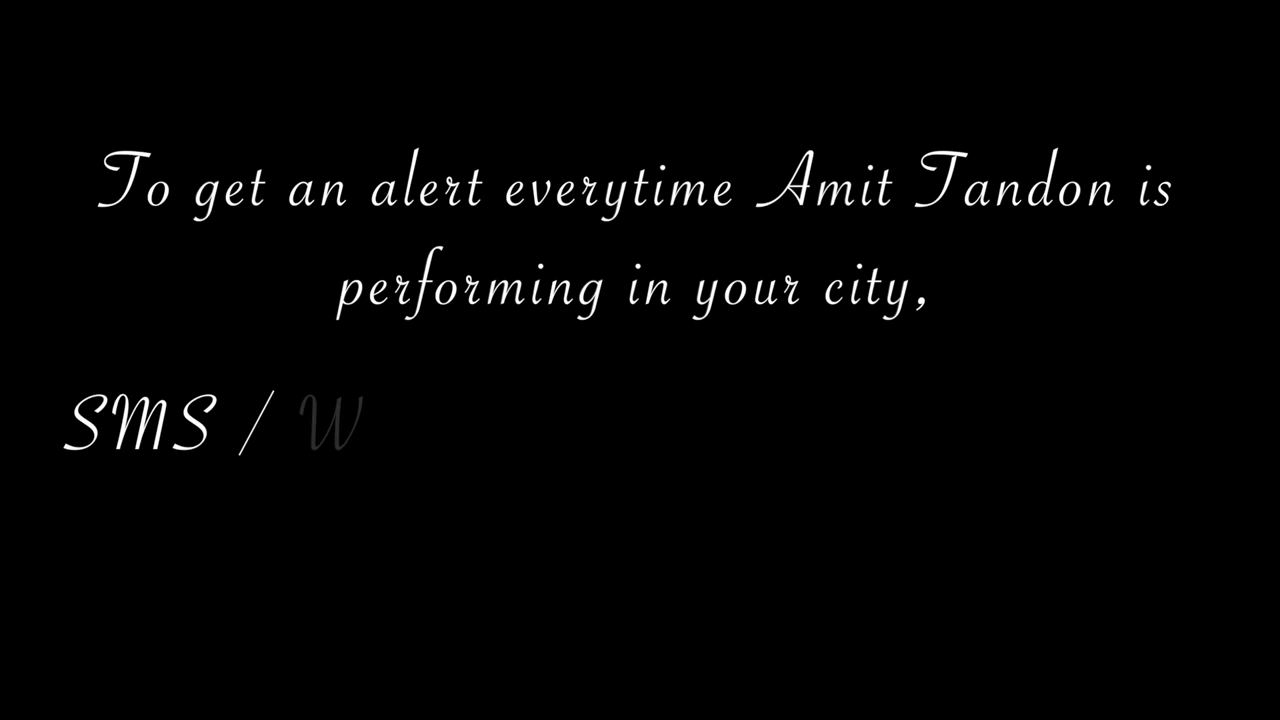 To get an alert everytime Amit Tandon is
performing in your city,
SMS / W